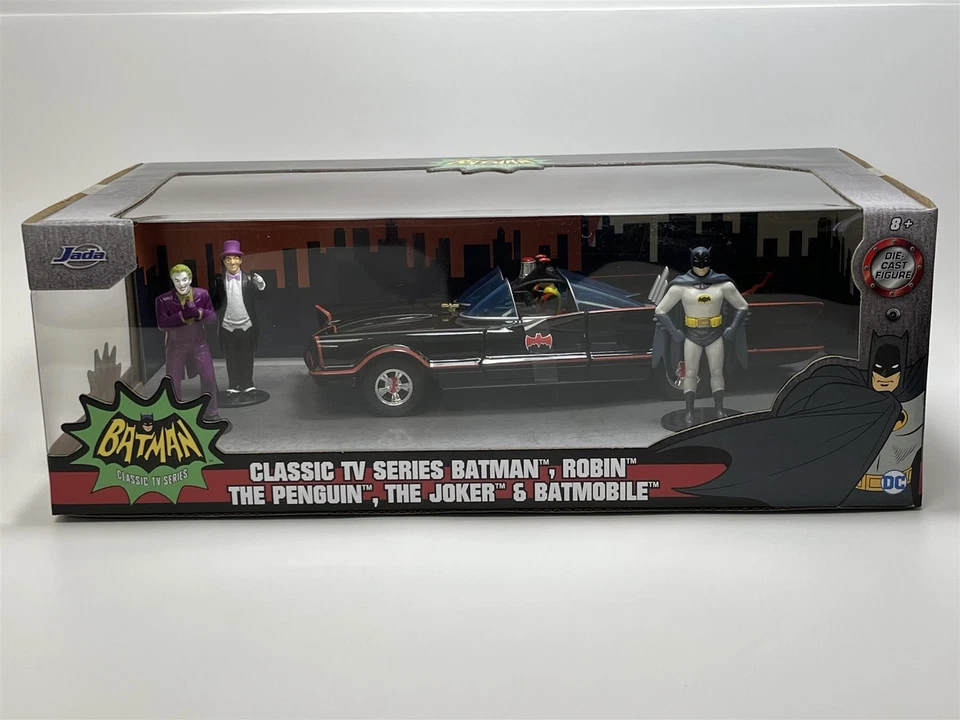 BATMAN
Jada
8+
DIE-
CAST
FIGURE
BATMAN
CLASSIC TV SERIES
CLASSIC TV SERIES BATMAN™, ROBIN™
THE PENGUIN™, THE JOKER™ & BATMOBILE™
DC